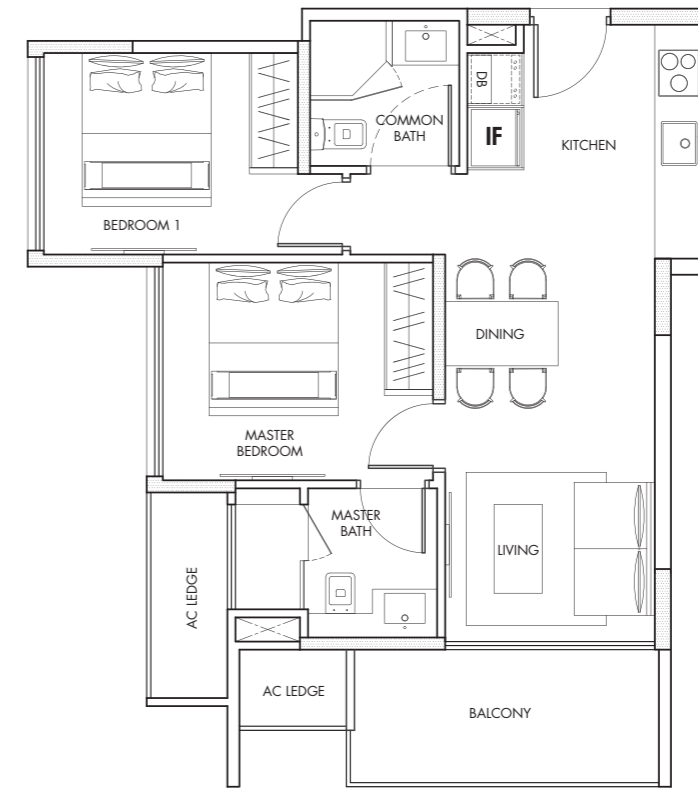 DB
COMMON
BATH
IF
KITCHEN
BEDROOM 1
DINING
MASTER
BEDROOM
MASTER
BATH
LIVING
AC LEDGE
AC LEDGE
BALCONY